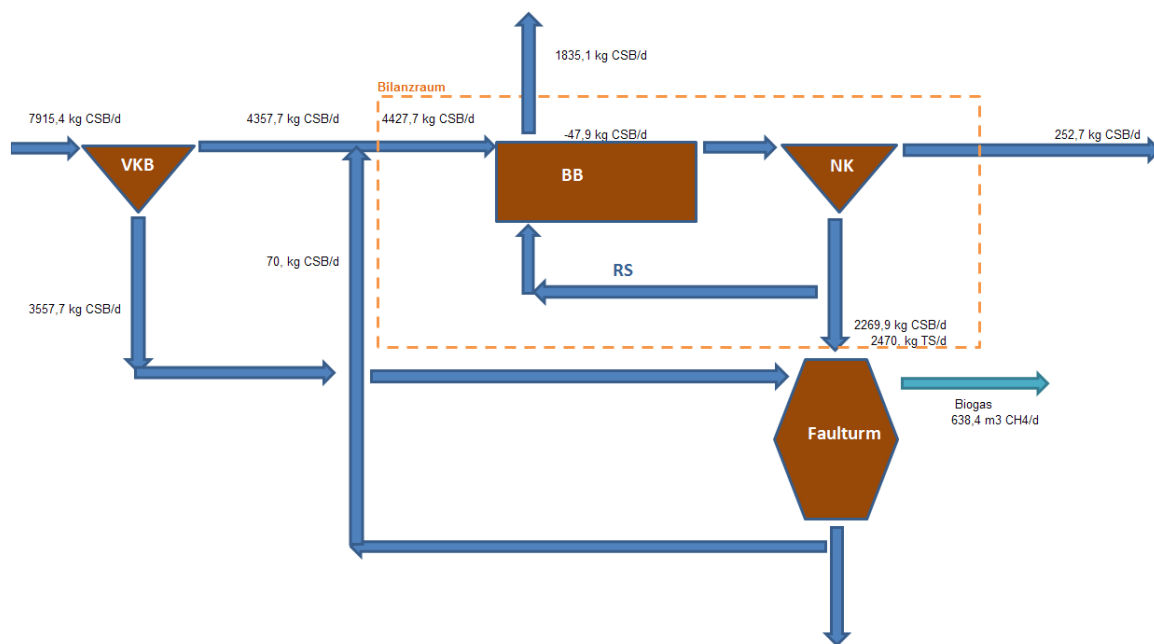 1835,1 kg CSB/d
Bilanzraum
7915,4 kg CSB/d
4357,7 kg CSB/d
4427,7 kg CSB/d
-47,9 kg CSB/d
252,7 kg CSB/d
VKB
BB
NK
70, kg CSB/d
RS
3557,7 kg CSB/d
2269,9 kg CSB/d
2470, kg TS/d
Biogas
638,4 m3 CH4/d
Faulturm